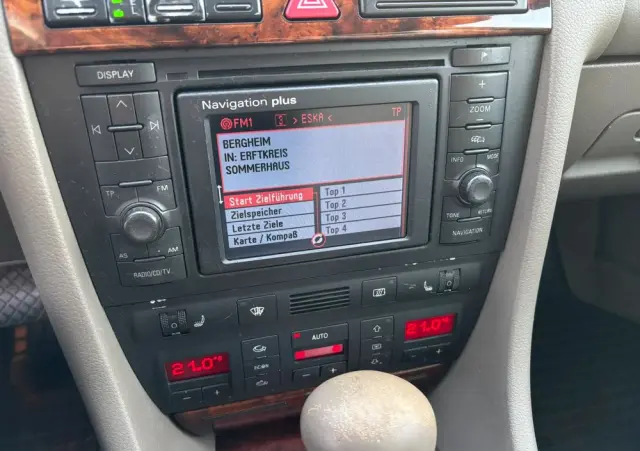 DISPLAY
Navigation plus
FM1 > ESKA < TP
BERGHEIM
IN: ERFTKREIS
SOMMERHAUS
Start Zielführung
Zielspeicher
Letzte Ziele
Karte / Kompaß
Top 1
Top 2
Top 3
Top 4
TP FM
AS AM
RADIO/CD/TV
ZOOM
INFO MODE
TONE RETURN
NAVIGATION
AUTO
ECON
21.0°
21.0°